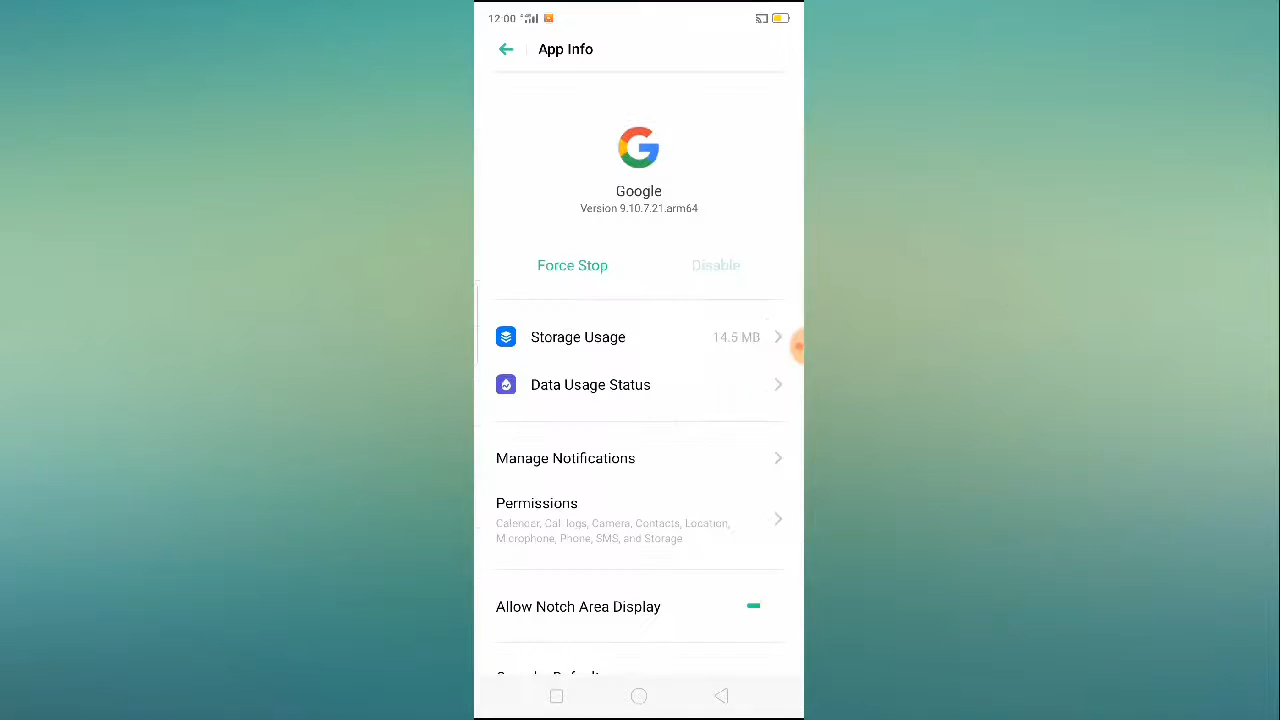 12:00
App Info
Google
Version 9.10.7.21.arm64
Force Stop
Disable
Storage Usage
14.5 MB
Data Usage Status
Manage Notifications
Permissions
Calendar, Call logs, Camera, Contacts, Location,
Microphone, Phone, SMS, and Storage
Allow Notch Area Display